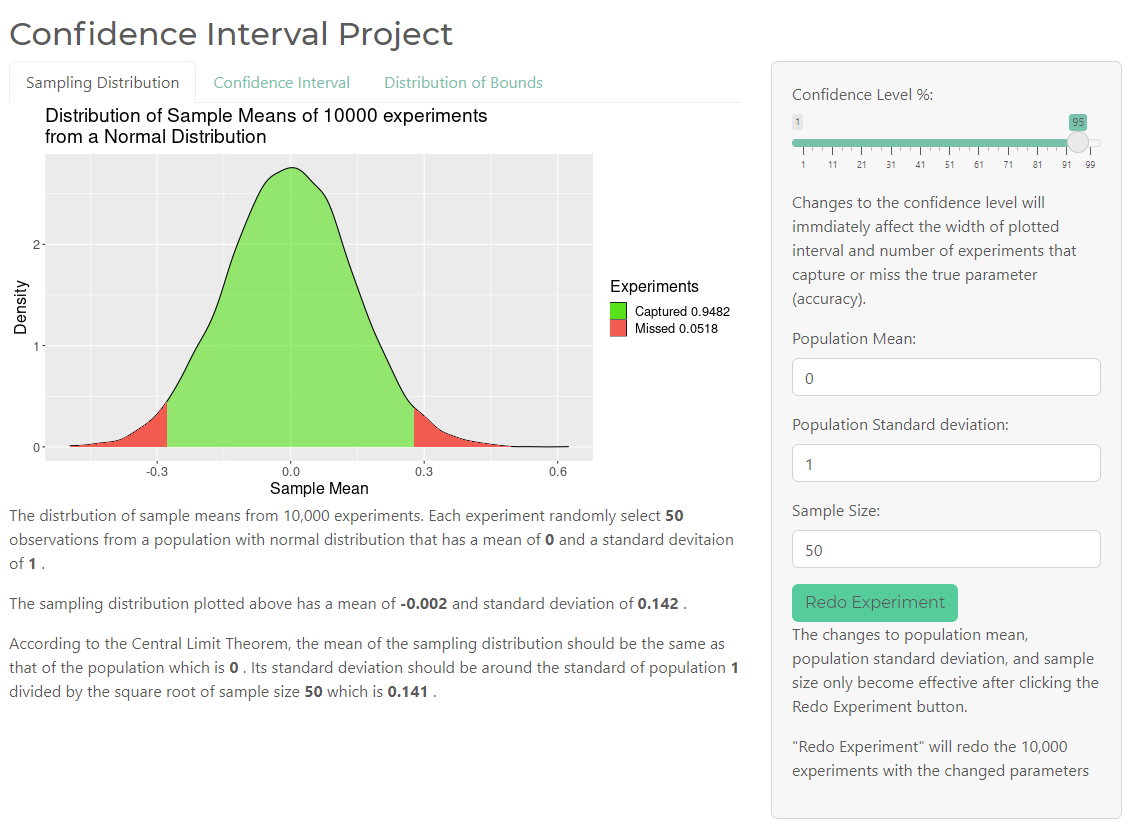 Confidence Interval Project
Sampling Distribution
Confidence Interval
Distribution of Bounds
Distribution of Sample Means of 10000 experiments
from a Normal Distribution
Density
2
1
0
-0.3
0.0
0.3
0.6
Sample Mean
Experiments
Captured 0.9482
Missed 0.0518
The distrbution of sample means from 10,000 experiments. Each experiment randomly select 50
observations from a population with normal distribution that has a mean of 0 and a standard devitaion
of 1 .
The sampling distribution plotted above has a mean of -0.002 and standard deviation of 0.142 .
According to the Central Limit Theorem, the mean of the sampling distribution should be the same as
that of the population which is 0 . Its standard deviation should be around the standard of population 1
divided by the square root of sample size 50 which is 0.141 .
Confidence Level %:
1
95
1 11 21 31 41 51 61 71 81 91 99
Changes to the confidence level will
immdiately affect the width of plotted
interval and number of experiments that
capture or miss the true parameter
(accuracy).
Population Mean:
0
Population Standard deviation:
1
Sample Size:
50
Redo Experiment
The changes to population mean,
population standard deviation, and sample
size only become effective after clicking the
Redo Experiment button.
"Redo Experiment" will redo the 10,000
experiments with the changed parameters